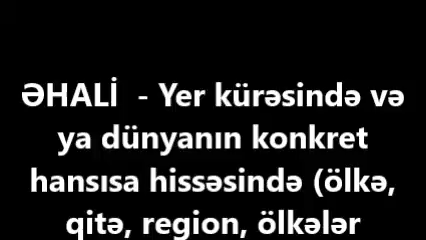 ƏHALİ  - Yer kürəsində və
ya dünyanın konkret
hansısa hissəsində (ölkə,
qitə, region, ölkələr